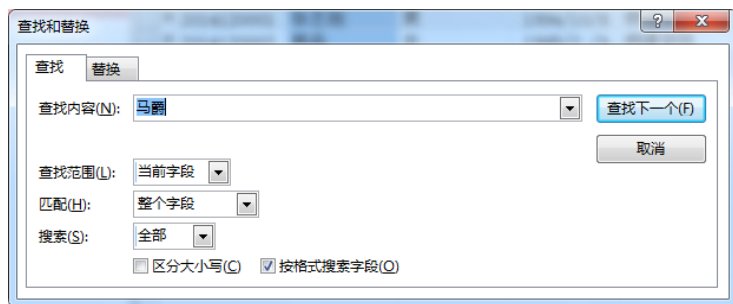 查找和替换
查找 替换
查找内容(N): 马爵 查找下一个(F)
取消
查找范围(L): 当前字段
匹配(H): 整个字段
搜索(S): 全部
区分大小写(C) 按格式搜索字段(O)